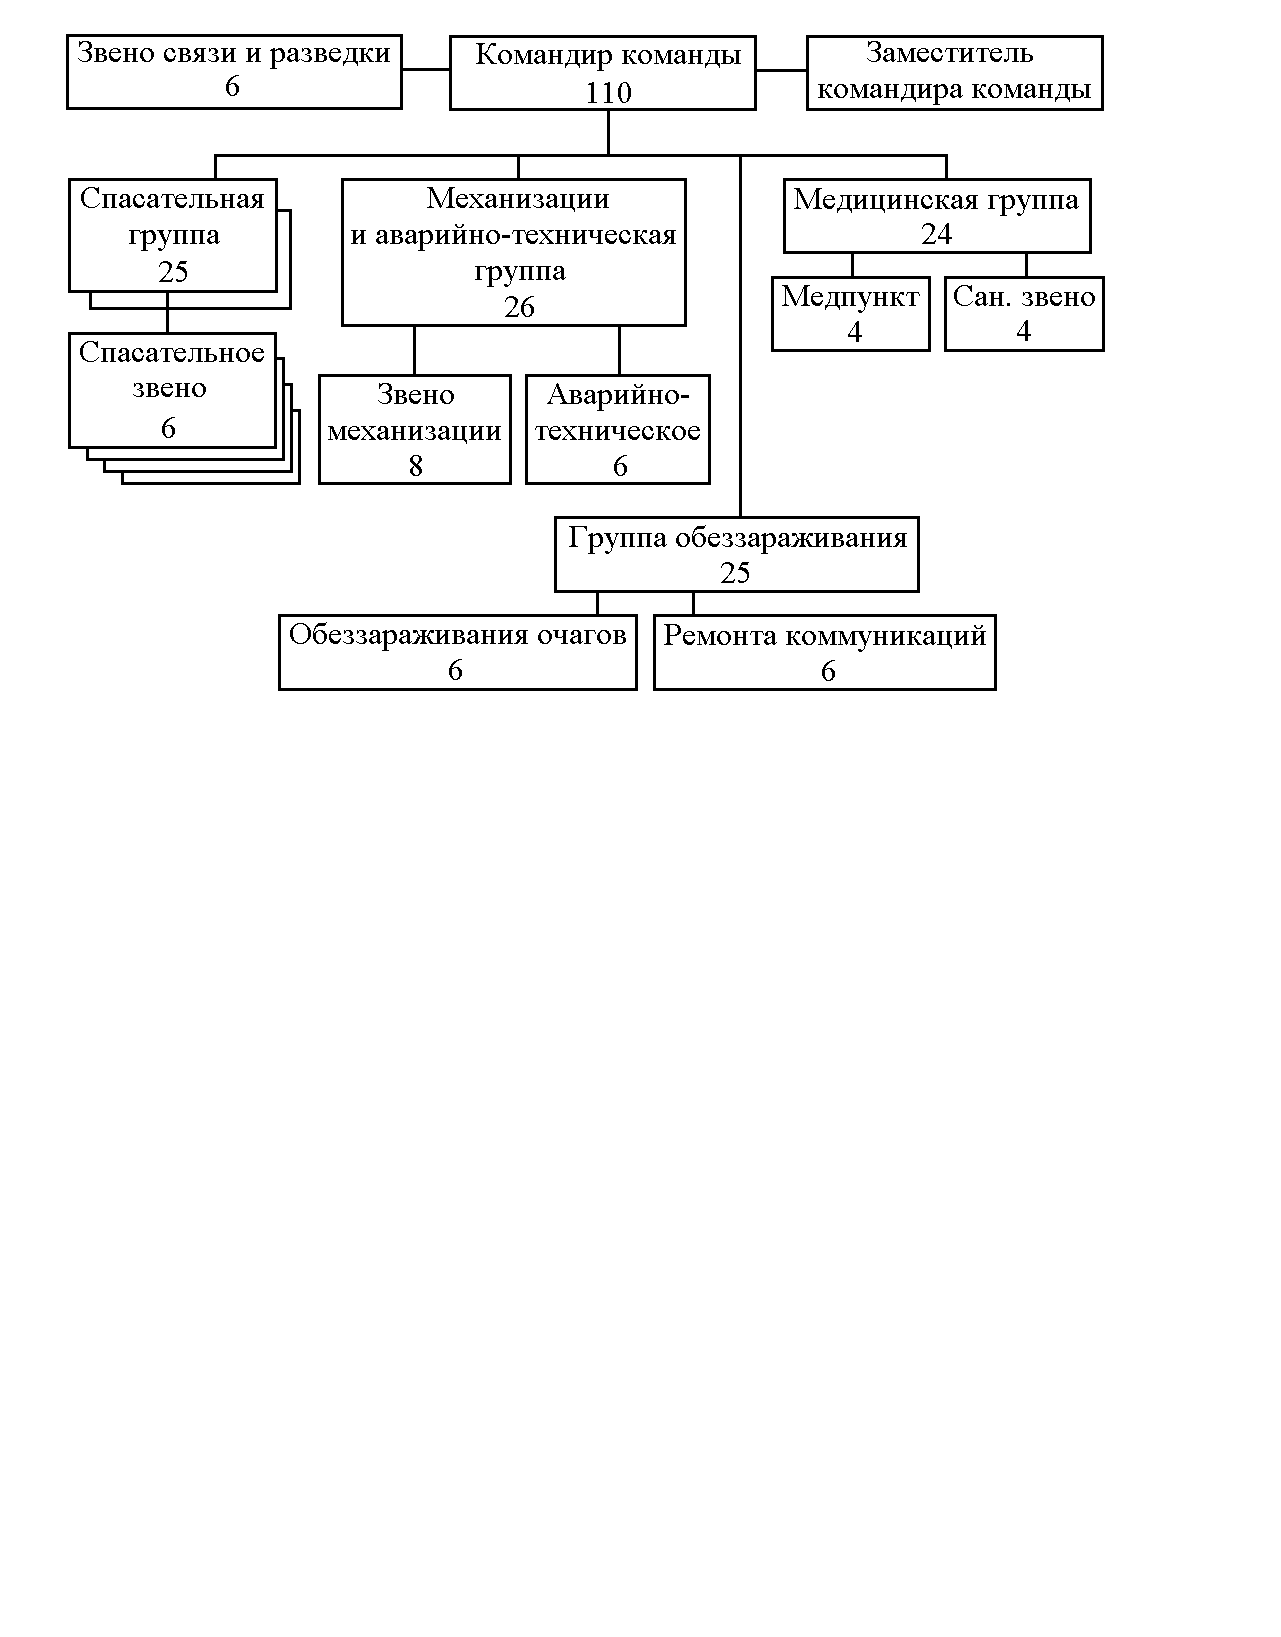 Звено связи и разведки
6
Командир команды
110
Заместитель
командира команды
Спасательная
группа
25
Механизации
и аварийно-техническая
группа
26
Медицинская группа
24
Медпункт
4
Сан. звено
4
Спасательное
звено
6
Звено
механизации
8
Аварийно-
техническое
6
Группа обеззараживания
25
Обеззараживания очагов
6
Ремонта коммуникаций
6